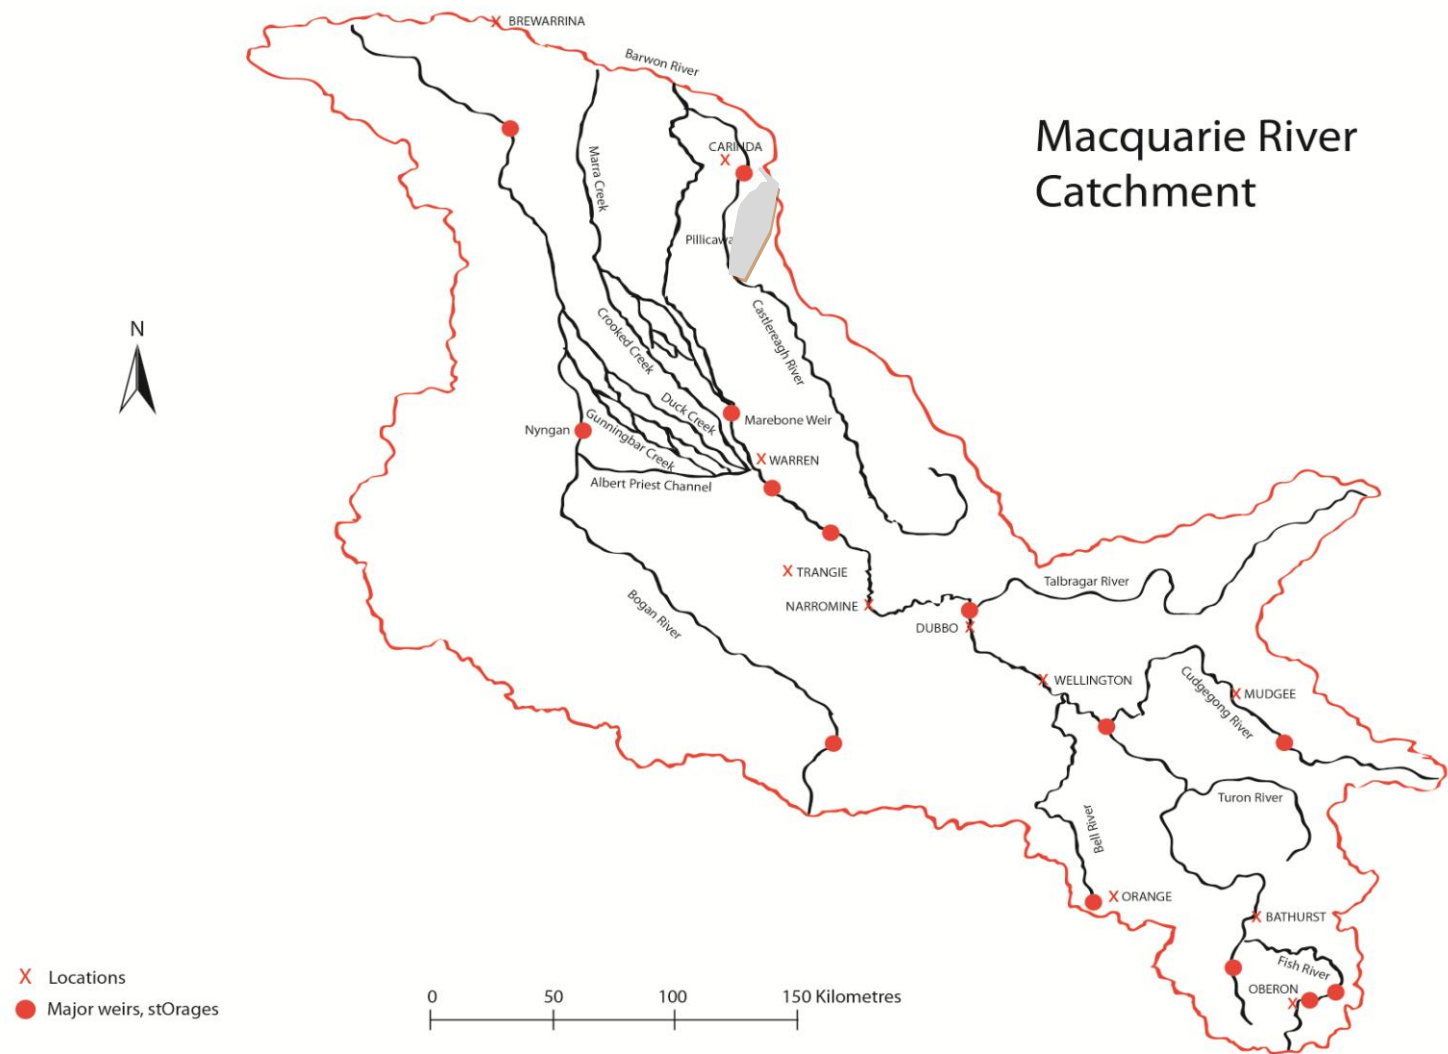 BREWARRINA
Barwon River
Macquarie River
Catchment
CARINDA
Marra Creek
Castlereagh River
N
Crooked Creek
Duck Creek
Marebone Weir
Nyngan
Gunningbar Creek
WARREN
Albert Priest Channel
TRANGIE
NARROMINE
Talbragar River
DUBBO
Bogan River
WELLINGTON
Cudgegong River
MUDGEE
Turon River
Bell River
ORANGE
BATHURST
Fish River
OBERON
X Locations
Major weirs, stOrages
0 50 100 150 Kilometres